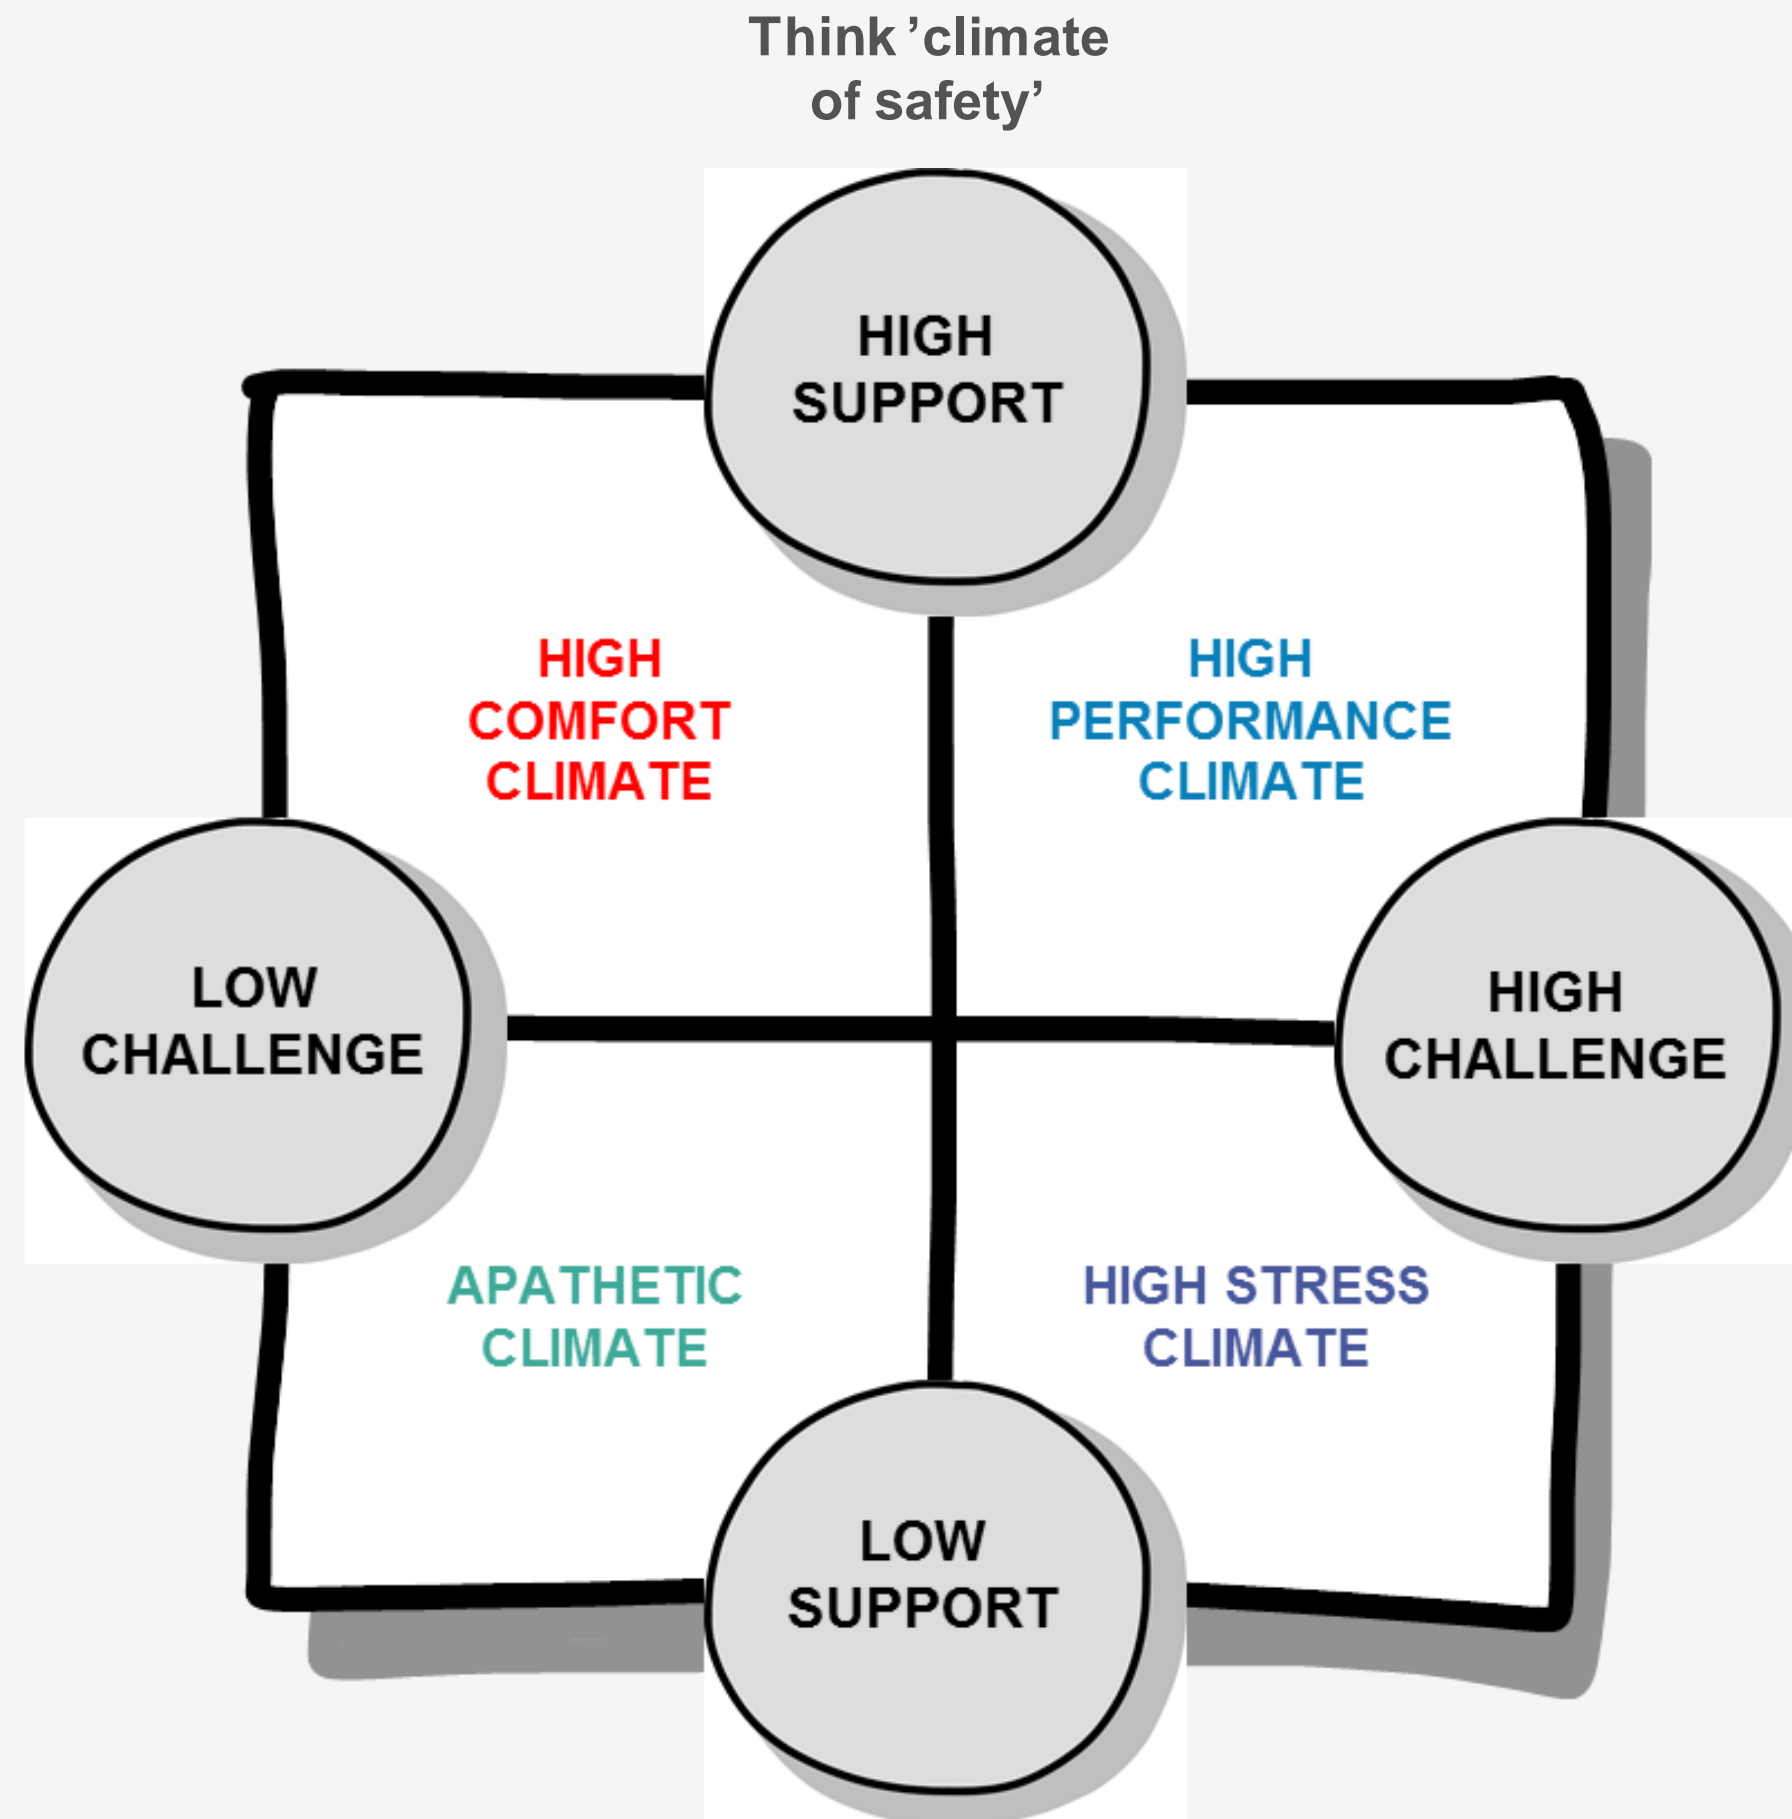 Think ’climate
of safety’
HIGH
SUPPORT
HIGH
COMFORT
CLIMATE
HIGH
PERFORMANCE
CLIMATE
LOW
CHALLENGE
HIGH
CHALLENGE
APATHETIC
CLIMATE
HIGH STRESS
CLIMATE
LOW
SUPPORT